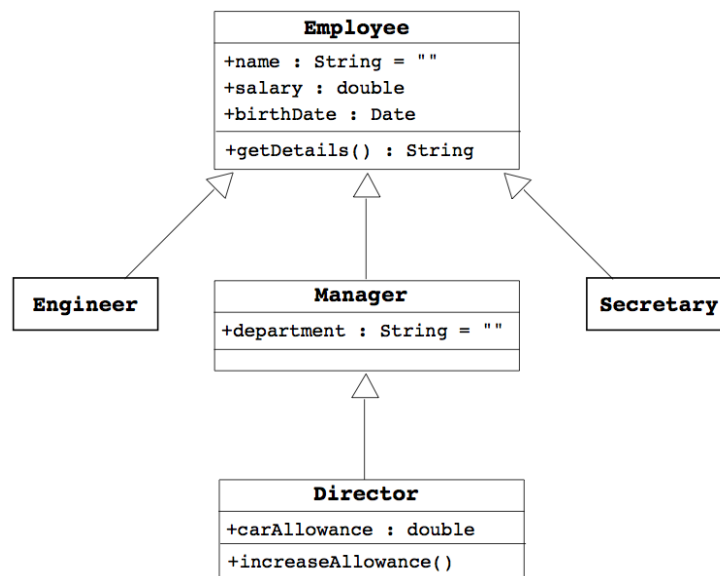 Employee
+name : String = ""
+salary : double
+birthDate : Date
+getDetails() : String
Engineer
Manager
+department : String = ""
Secretary
Director
+carAllowance : double
+increaseAllowance()